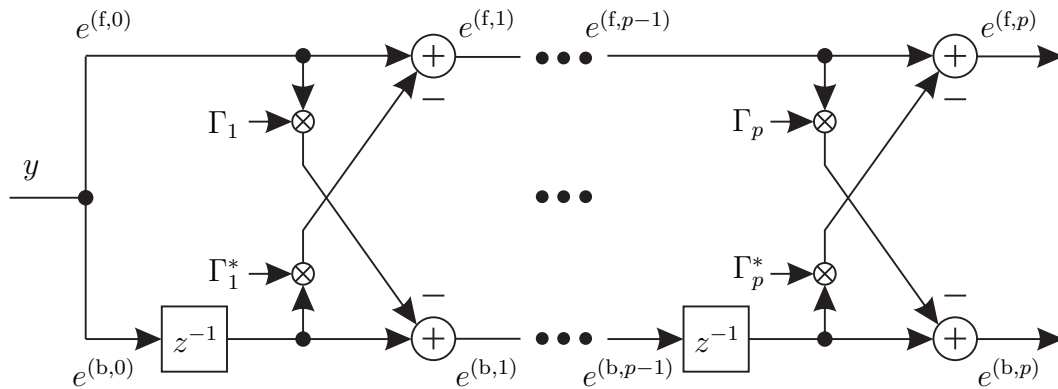 e^{(f,0)} e^{(f,1)} e^{(f,p−1)} e^{(f,p)}
+ +
− −
Γ_1 ⊗ Γ_p ⊗
y
Γ_1^* ⊗ Γ_p^* ⊗
− −
z^{−1} + z^{−1} +
e^{(b,0)} e^{(b,1)} e^{(b,p−1)} e^{(b,p)}